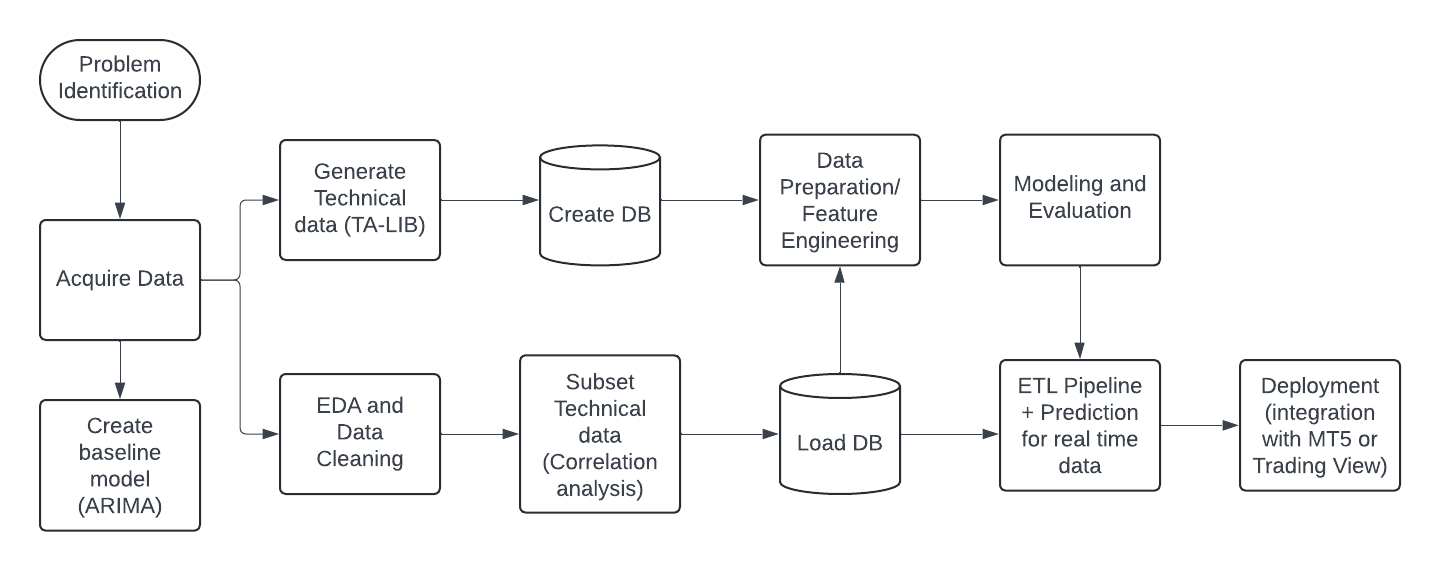 Problem
Identification
Acquire Data
Create
baseline
model
(ARIMA)
Generate
Technical
data (TA-LIB)
Create DB
Data
Preparation/
Feature
Engineering
Modeling and
Evaluation
EDA and
Data
Cleaning
Subset
Technical
data
(Correlation
analysis)
Load DB
ETL Pipeline
+ Prediction
for real time
data
Deployment
(integration
with MT5 or
Trading View)